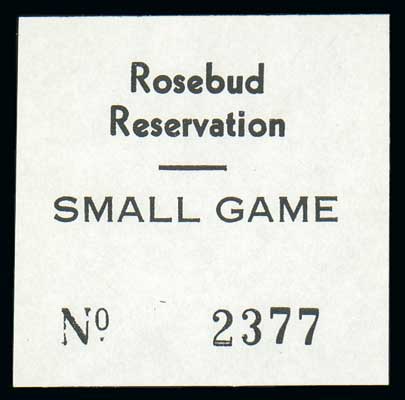 Rosebud
Reservation
SMALL GAME
Nº 2377